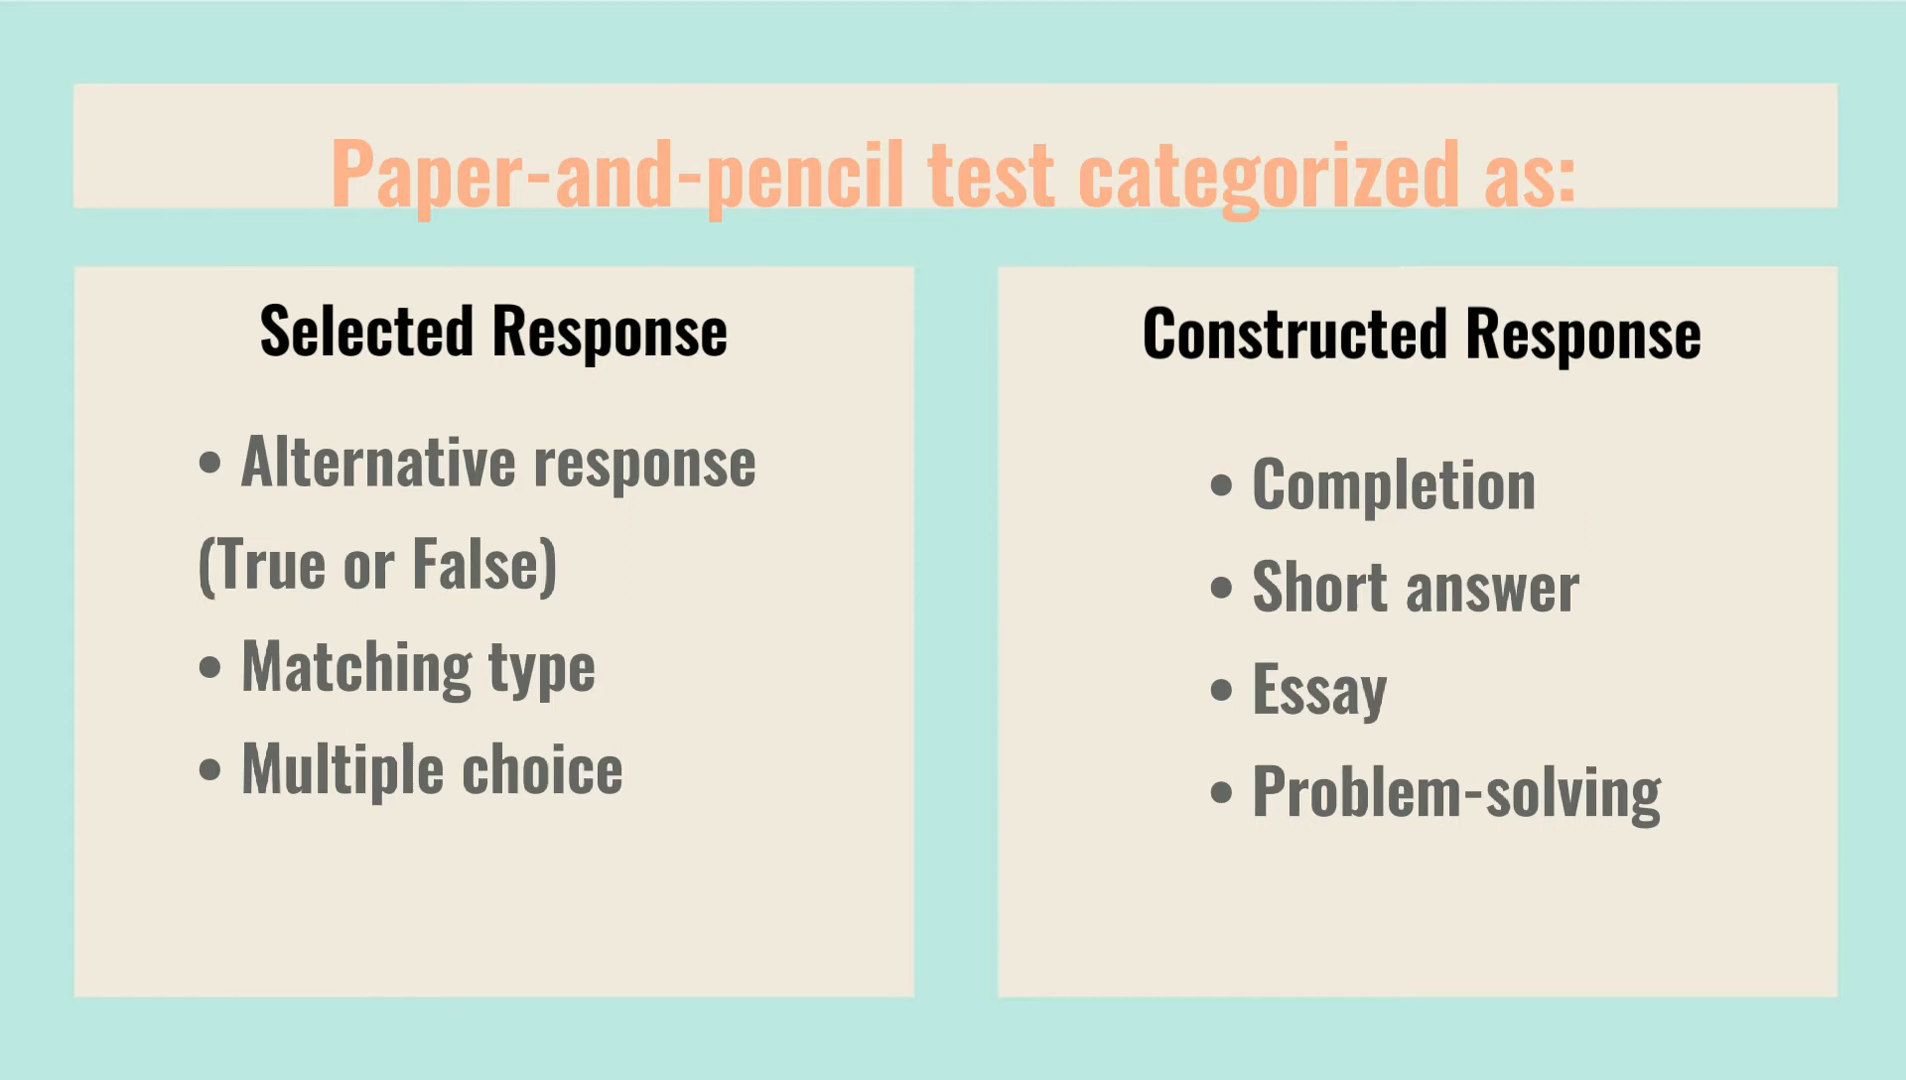 Paper-and-pencil test categorized as:
Selected Response
• Alternative response
(True or False)
• Matching type
• Multiple choice
Constructed Response
• Completion
• Short answer
• Essay
• Problem-solving